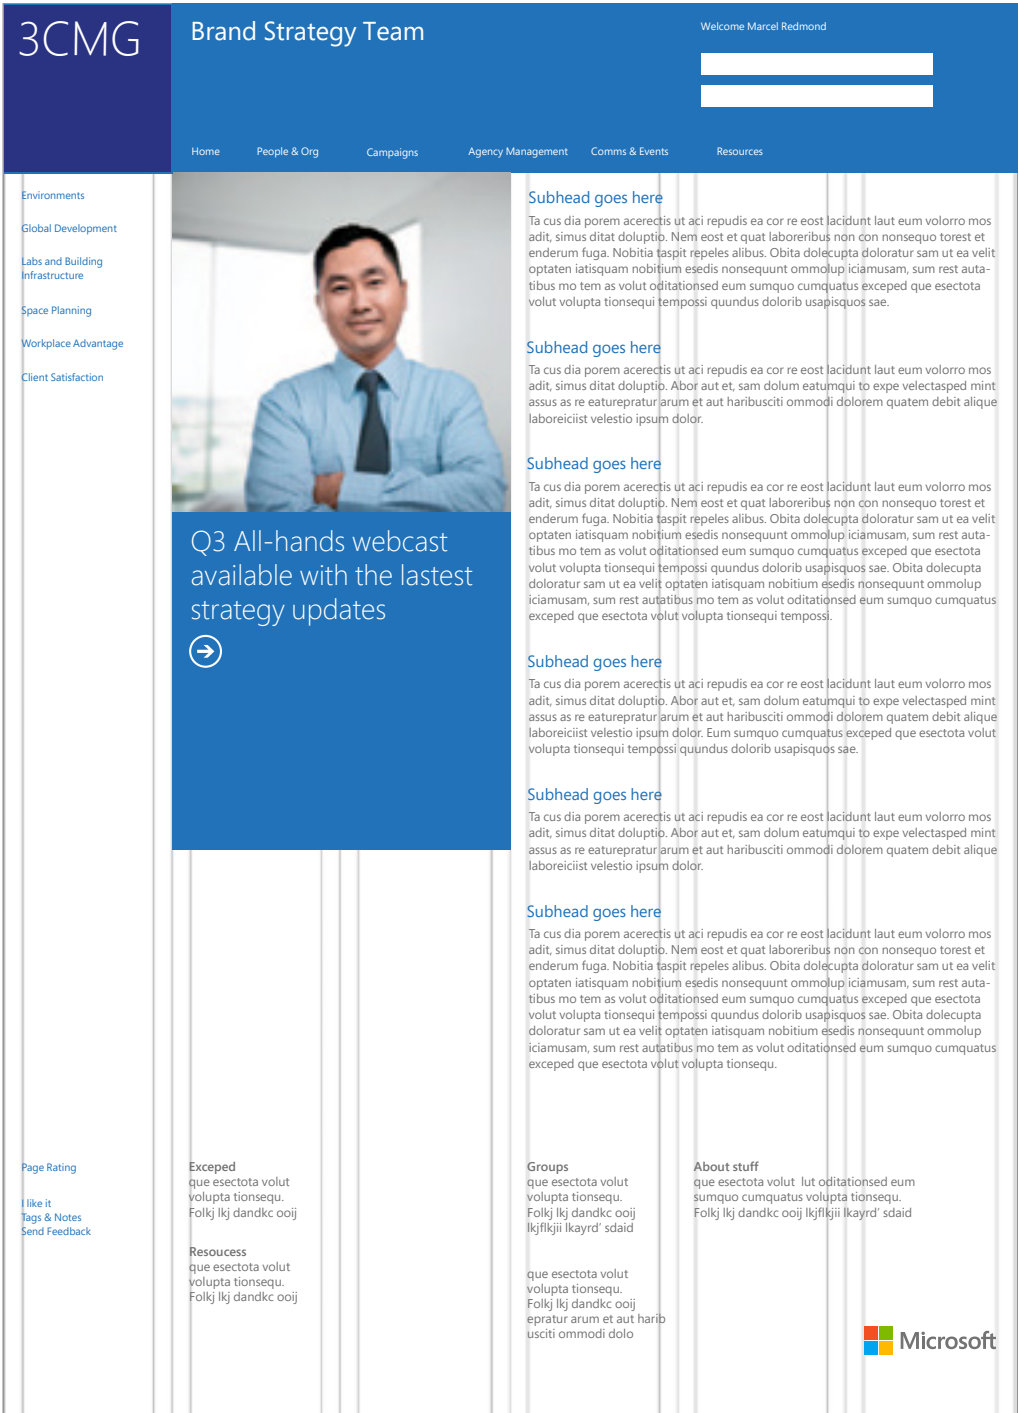 3CMG
Brand Strategy Team
Welcome Marcel Redmond
Home
People & Org
Campaigns
Agency Management
Comms & Events
Resources
Environments
Global Development
Labs and Building
Infrastructure
Space Planning
Workplace Advantage
Client Satisfaction
Q3 All-hands webcast
available with the lastest
strategy updates
Subhead goes here
Ta cus dia porem acerectis ut aci repudis ea cor re eost lacidunt laut eum volorro mos
adit, simus ditat doluptio. Nem eost et quat laboreribus non con nonsequo torest et
enderum fuga. Nobitia taspit repeles alibus. Obita dolecupta doloratur sam ut ea velit
optaten iatisquam nobitium esedis nonsequunt ommolup iciamusam, sum rest auta-
tibus mo tem as volut oditationsed eum sumquo cumquatus exceped que esectota
volut volupta tionsequi tempossi quundus dolorib usapisquos sae.
Subhead goes here
Ta cus dia porem acerectis ut aci repudis ea cor re eost lacidunt laut eum volorro mos
adit, simus ditat doluptio. Abor aut et, sam dolum eatumqui to expe velectasped mint
assus as re eaturepratur arum et aut haribusciti ommodi dolorem quatem debit alique
laboreiciist velestio ipsum dolor.
Subhead goes here
Ta cus dia porem acerectis ut aci repudis ea cor re eost lacidunt laut eum volorro mos
adit, simus ditat doluptio. Nem eost et quat laboreribus non con nonsequo torest et
enderum fuga. Nobitia taspit repeles alibus. Obita dolecupta doloratur sam ut ea velit
optaten iatisquam nobitium esedis nonsequunt ommolup iciamusam, sum rest auta-
tibus mo tem as volut oditationsed eum sumquo cumquatus exceped que esectota
volut volupta tionsequi tempossi quundus dolorib usapisquos sae. Obita dolecupta
doloratur sam ut ea velit optaten iatisquam nobitium esedis nonsequunt ommolup
iciamusam, sum rest autatibus mo tem as volut oditationsed eum sumquo cumquatus
exceped que esectota volut volupta tionsequi tempossi.
Subhead goes here
Ta cus dia porem acerectis ut aci repudis ea cor re eost lacidunt laut eum volorro mos
adit, simus ditat doluptio. Abor aut et, sam dolum eatumqui to expe velectasped mint
assus as re eaturepratur arum et aut haribusciti ommodi dolorem quatem debit alique
laboreiciist velestio ipsum dolor. Eum sumquo cumquatus exceped que esectota volut
volupta tionsequi tempossi quundus dolorib usapisquos sae.
Subhead goes here
Ta cus dia porem acerectis ut aci repudis ea cor re eost lacidunt laut eum volorro mos
adit, simus ditat doluptio. Abor aut et, sam dolum eatumqui to expe velectasped mint
assus as re eaturepratur arum et aut haribusciti ommodi dolorem quatem debit alique
laboreiciist velestio ipsum dolor.
Subhead goes here
Ta cus dia porem acerectis ut aci repudis ea cor re eost lacidunt laut eum volorro mos
adit, simus ditat doluptio. Nem eost et quat laboreribus non con nonsequo torest et
enderum fuga. Nobitia taspit repeles alibus. Obita dolecupta doloratur sam ut ea velit
optaten iatisquam nobitium esedis nonsequunt ommolup iciamusam, sum rest auta-
tibus mo tem as volut oditationsed eum sumquo cumquatus exceped que esectota
volut volupta tionsequi tempossi quundus dolorib usapisquos sae. Obita dolecupta
doloratur sam ut ea velit optaten iatisquam nobitium esedis nonsequunt ommolup
iciamusam, sum rest autatibus mo tem as volut oditationsed eum sumquo cumquatus
exceped que esectota volut volupta tionsequ.
Page Rating
I like it
Tags & Notes
Send Feedback
Exceped
que esectota volut
volupta tionsequ.
Folkj lkj dandkc ooij
Resoucess
que esectota volut
volupta tionsequ.
Folkj lkj dandkc ooij
Groups
que esectota volut
volupta tionsequ.
Folkj lkj dandkc ooij
lkjflkjii lkayrd’ sdaid
que esectota volut
volupta tionsequ.
Folkj lkj dandkc ooij
epratur arum et aut harib
usciti ommodi dolo
About stuff
que esectota volut lut oditationsed eum
sumquo cumquatus volupta tionsequ.
Folkj lkj dandkc ooij lkjflkjii lkayrd’ sdaid
Microsoft